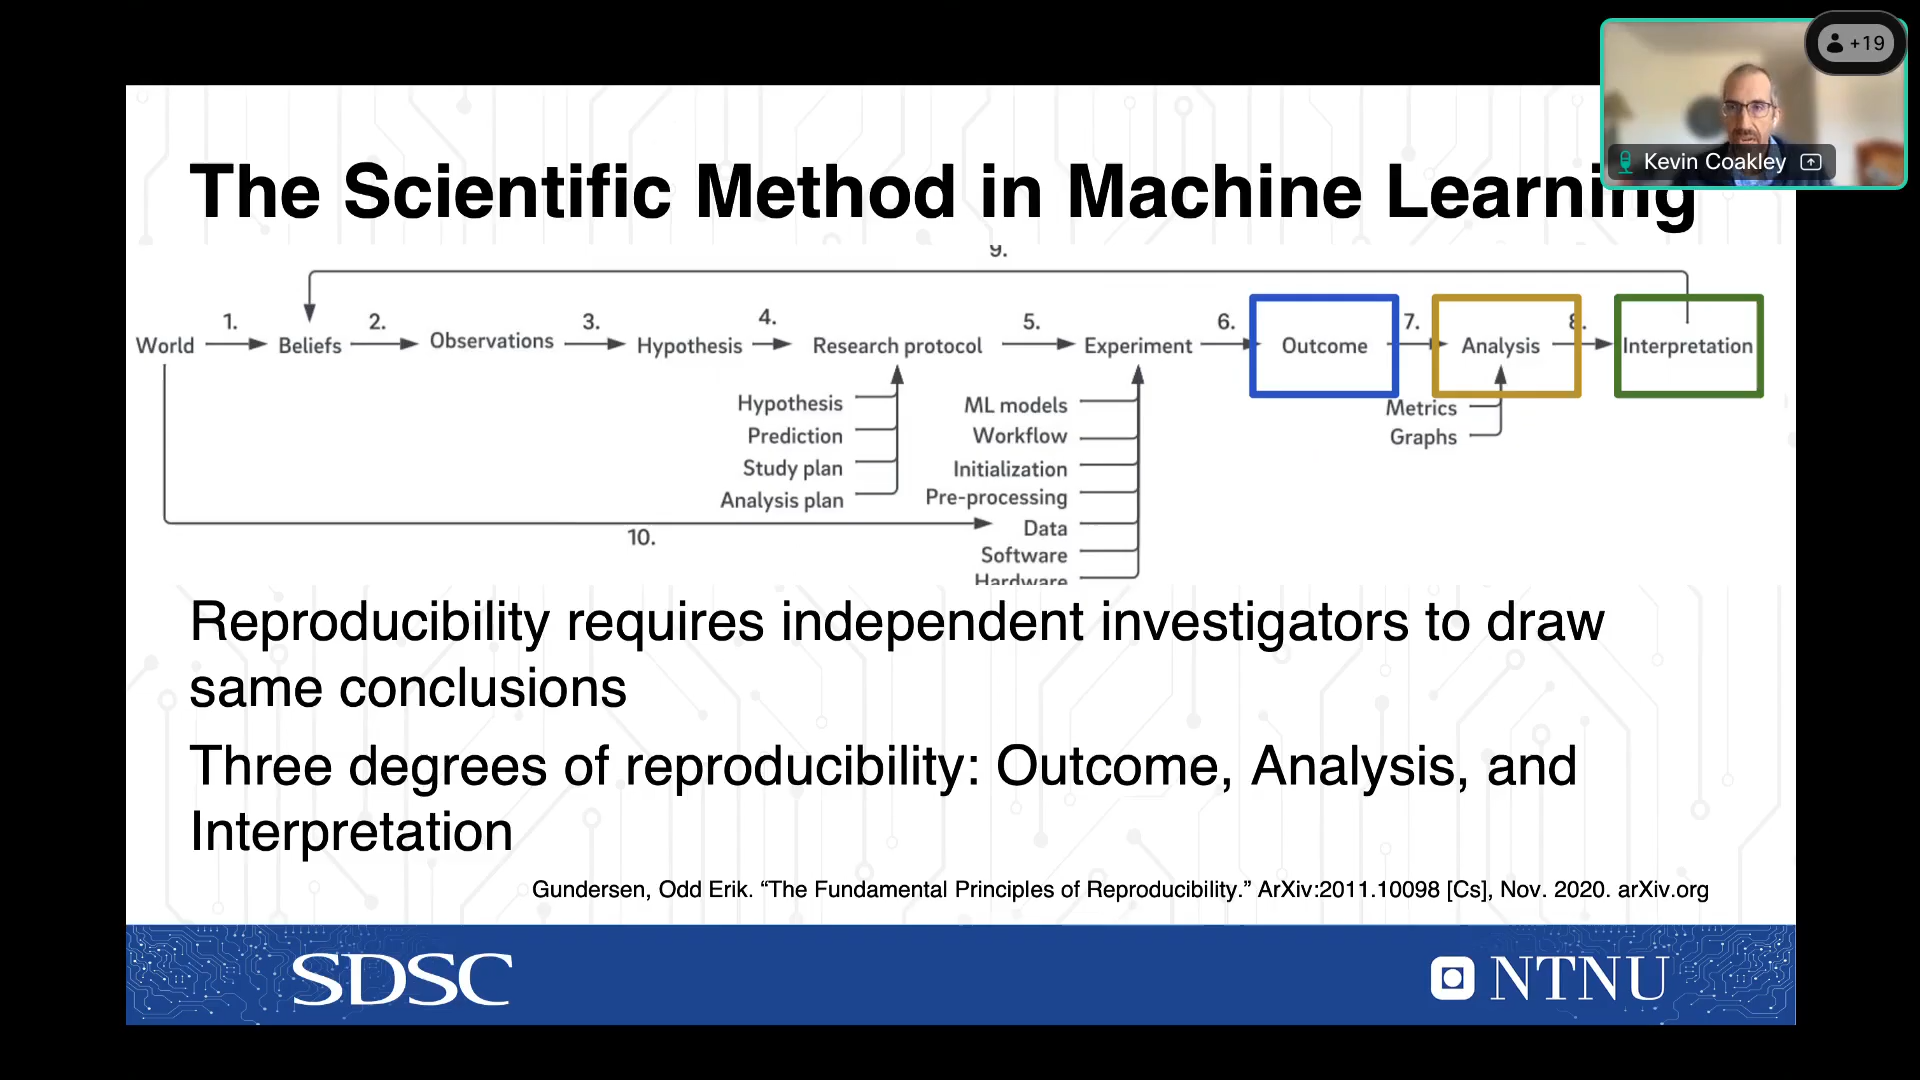 +19
Kevin Coakley
The Scientific Method in Machine Learning
9.
1. 2. 3. 4. 5. 6. 7. 8.
World Beliefs Observations Hypothesis Research protocol Experiment Outcome Analysis Interpretation
Hypothesis
Prediction
Study plan
Analysis plan
ML models
Workflow
Initialization
Pre-processing
Data
Software
Hardware
Metrics
Graphs
10.
Reproducibility requires independent investigators to draw
same conclusions
Three degrees of reproducibility: Outcome, Analysis, and
Interpretation
Gundersen, Odd Erik. “The Fundamental Principles of Reproducibility.” ArXiv:2011.10098 [Cs], Nov. 2020. arXiv.org
SDSC
NTNU